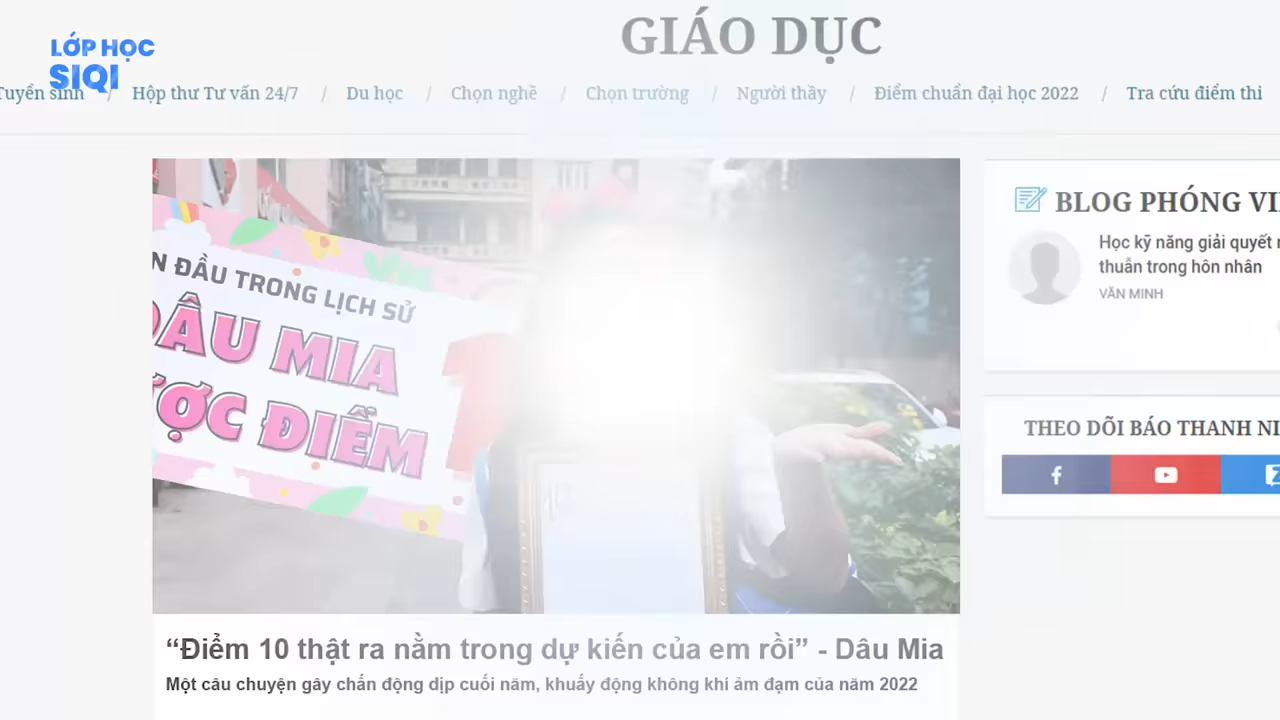 GIÁO DỤC
LỚP HỌC
SIQI
Tuyển sinh / Hộp thư Tư vấn 24/7 / Du học / Chọn nghề / Chọn trường / Người thầy / Điểm chuẩn đại học 2022 / Tra cứu điểm thi
N ĐẦU TRONG LỊCH SỬ
DÂU MIA
ƯỢC ĐIỂM
BLOG PHÓNG VI
Học kỹ năng giải quyết
thuẫn trong hôn nhân
VĂN MINH
THEO DÕI BÁO THANH NI
“Điểm 10 thật ra nằm trong dự kiến của em rồi” - Dâu Mia
Một câu chuyện gây chấn động dịp cuối năm, khuấy động không khí ảm đạm của năm 2022